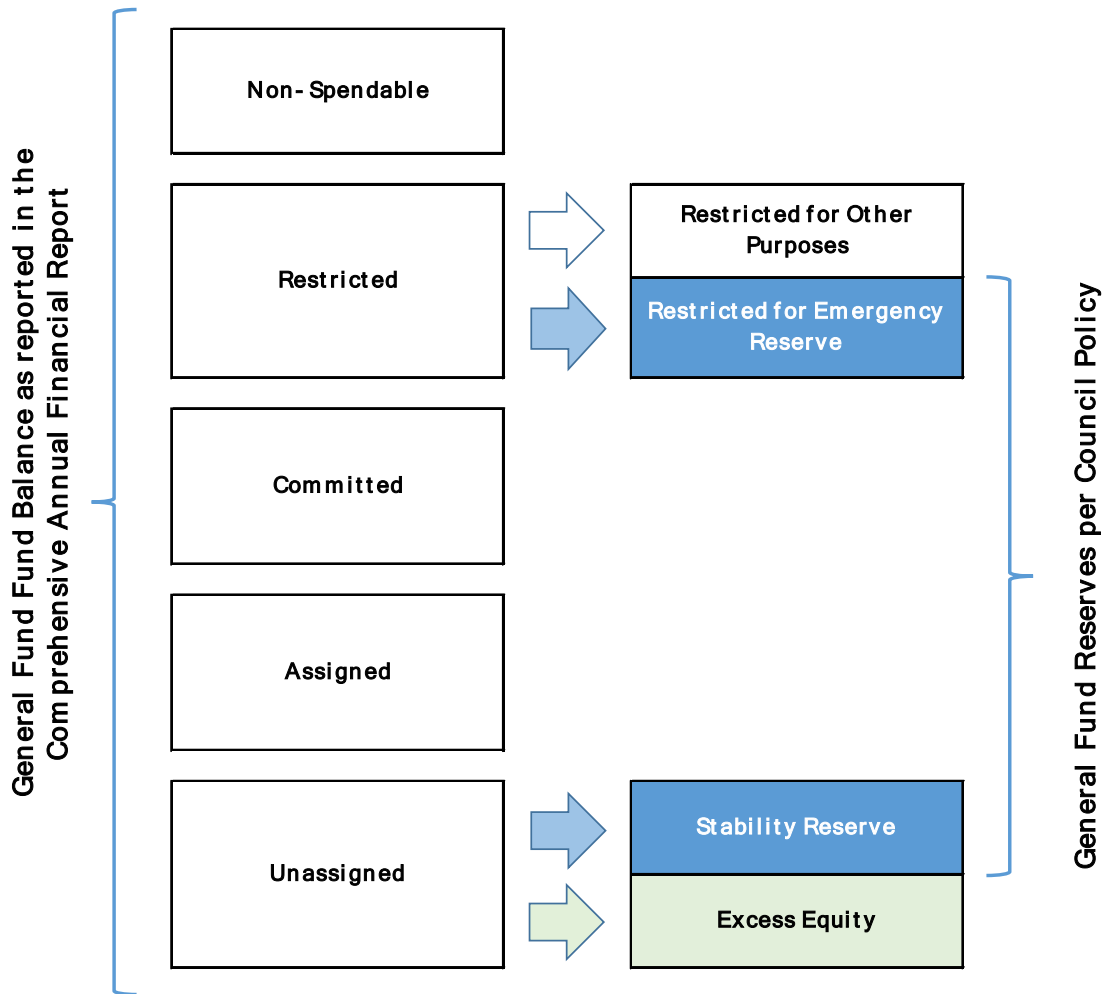 General Fund Fund Balance as reported in the
Comprehensive Annual Financial Report
Non-Spendable
Restricted
Restricted for Other
Purposes
Restricted for Emergency
Reserve
Committed
Assigned
Unassigned
Stability Reserve
Excess Equity
General Fund Reserves per Council Policy